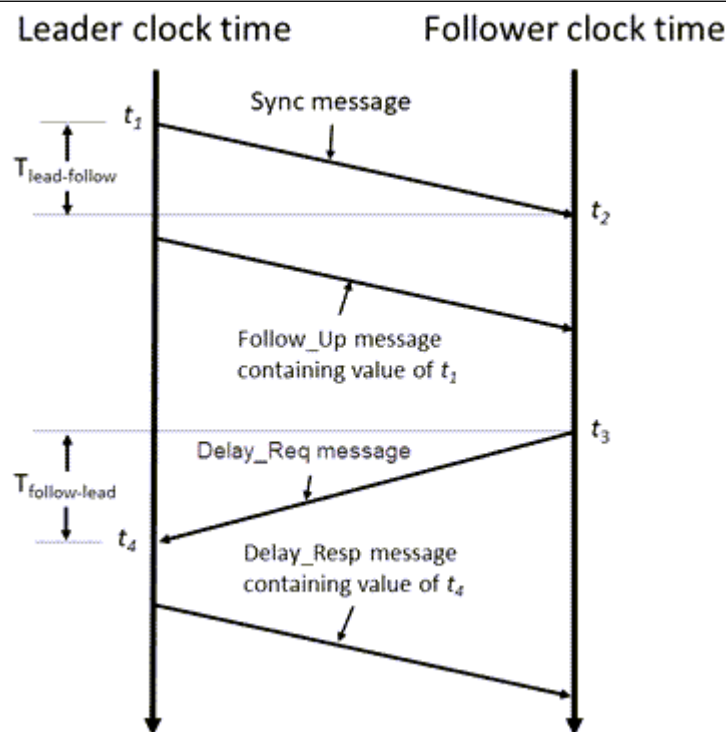 Leader clock time
Follower clock time
Sync message
t1
Tlead-follow
t2
Follow_Up message
containing value of t1
t3
Delay_Req message
Tfollow-lead
t4
Delay_Resp message
containing value of t4